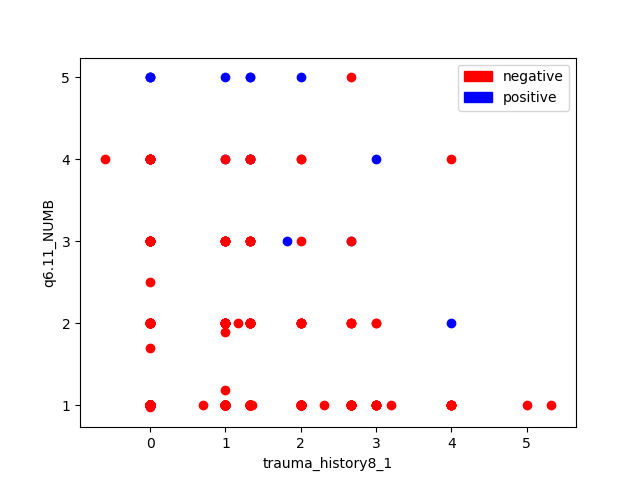 negative
positive
5
4
3
2
1
q6.11_NUMB
0 1 2 3 4 5
trauma_history8_1